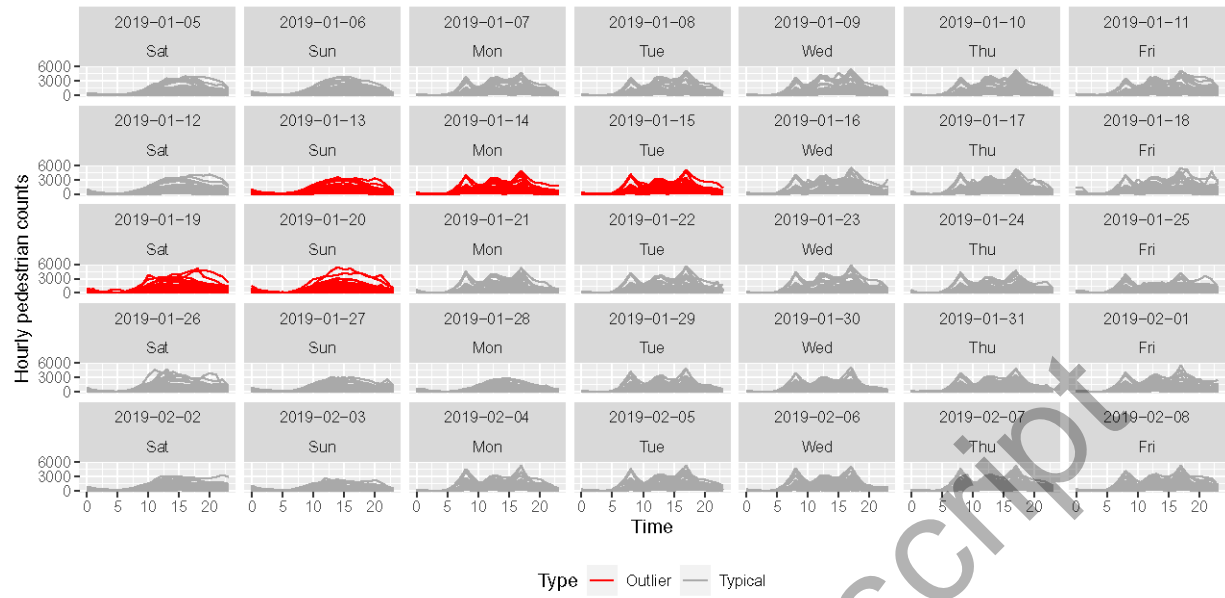 2019-01-05 2019-01-06 2019-01-07 2019-01-08 2019-01-09 2019-01-10 2019-01-11
Sat Sun Mon Tue Wed Thu Fri
6000
3000
0
2019-01-12 2019-01-13 2019-01-14 2019-01-15 2019-01-16 2019-01-17 2019-01-18
Sat Sun Mon Tue Wed Thu Fri
6000
3000
0
2019-01-19 2019-01-20 2019-01-21 2019-01-22 2019-01-23 2019-01-24 2019-01-25
Sat Sun Mon Tue Wed Thu Fri
6000
3000
0
2019-01-26 2019-01-27 2019-01-28 2019-01-29 2019-01-30 2019-01-31 2019-02-01
Sat Sun Mon Tue Wed Thu Fri
6000
3000
0
2019-02-02 2019-02-03 2019-02-04 2019-02-05 2019-02-06 2019-02-07 2019-02-08
Sat Sun Mon Tue Wed Thu Fri
6000
3000
0
0 5 10 15 20 0 5 10 15 20 0 5 10 15 20 0 5 10 15 20 0 5 10 15 20 0 5 10 15 20 0 5 10 15 20
Time
Hourly pedestrian counts
Type Outlier Typical
script